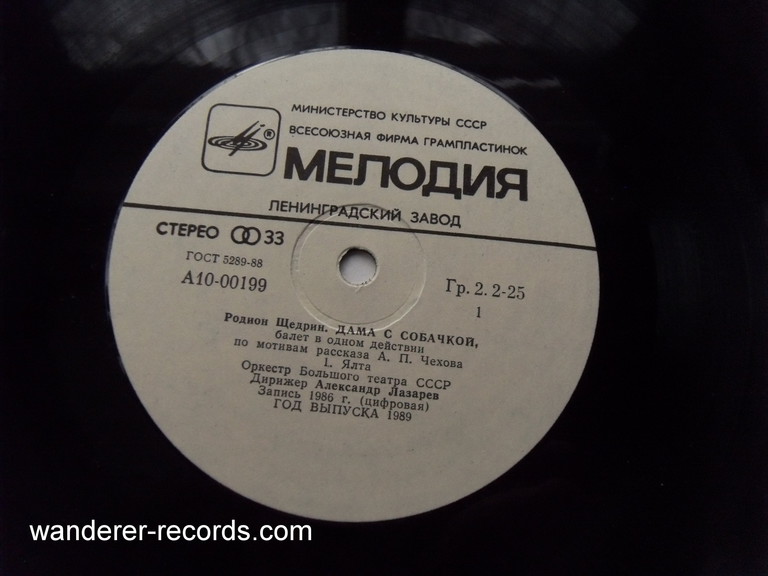 МИНИСТЕРСТВО КУЛЬТУРЫ СССР
ВСЕСОЮЗНАЯ ФИРМА ГРАМПЛАСТИНОК
®
МЕЛОДИЯ
ЛЕНИНГРАДСКИЙ ЗАВОД
СТЕРЕО 33
ГОСТ 5289-88
А10-00199
Гр. 2. 2-25
1
Родион Щедрин. ДАМА С СОБАЧКОЙ,
балет в одном действии
по мотивам рассказа А. П. Чехова
1. Ялта
Оркестр Большого театра СССР
Дирижер Александр Лазарев
Запись 1986 г. (цифровая)
ГОД ВЫПУСКА 1989
wanderer-records.com